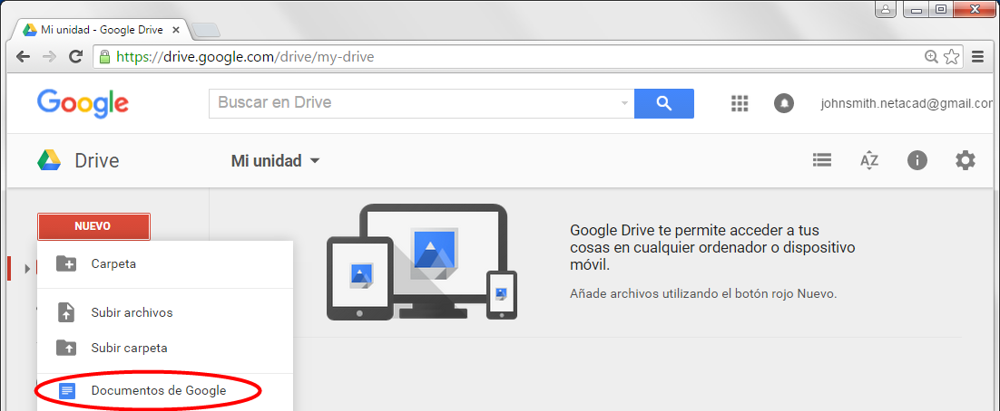 Mi unidad - Google Drive
https://drive.google.com/drive/my-drive
Google
Buscar en Drive
johnsmith.netacad@gmail.con
Drive
Mi unidad
AZ
NUEVO
Google Drive te permite acceder a tus
cosas en cualquier ordenador o dispositivo
móvil.
Añade archivos utilizando el botón rojo Nuevo.
Carpeta
Subir archivos
Subir carpeta
Documentos de Google